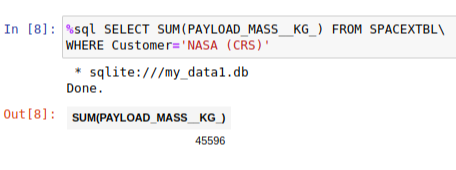 In [8]: %sql SELECT SUM(PAYLOAD_MASS__KG_) FROM SPACEXTBL\
WHERE Customer='NASA (CRS)'
* sqlite:///my_data1.db
Done.
Out[8]: SUM(PAYLOAD_MASS__KG_)
45596